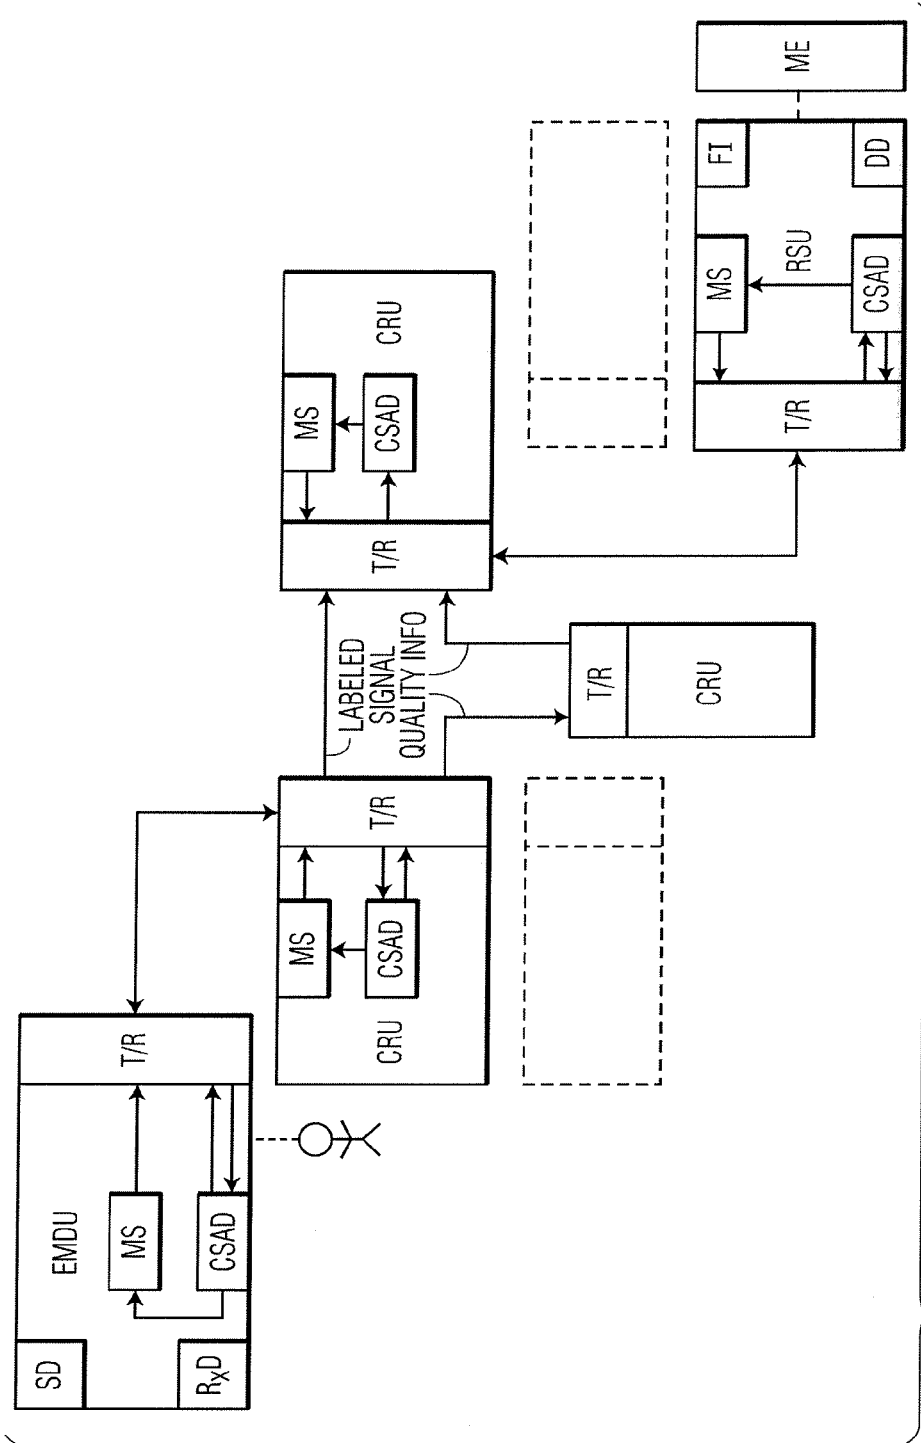 SD
RxD
EMDU
MS
CSAD
T/R
CRU
MS
CSAD
T/R
LABELED
SIGNAL
QUALITY INFO
T/R
CRU
T/R
MS
CSAD
CRU
T/R
MS
CSAD
RSU
FI
DD
ME